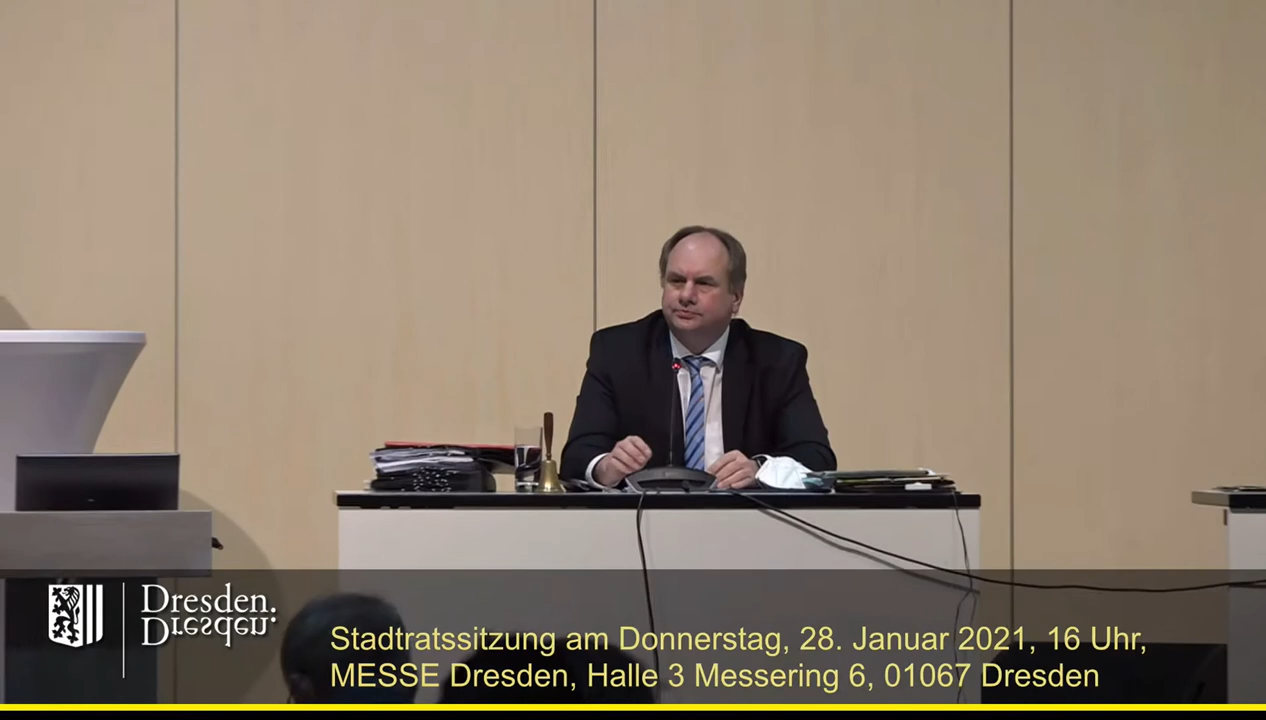 Dresden.
Dresden.
Stadtratssitzung am Donnerstag, 28. Januar 2021, 16 Uhr,
MESSE Dresden, Halle 3 Messering 6, 01067 Dresden